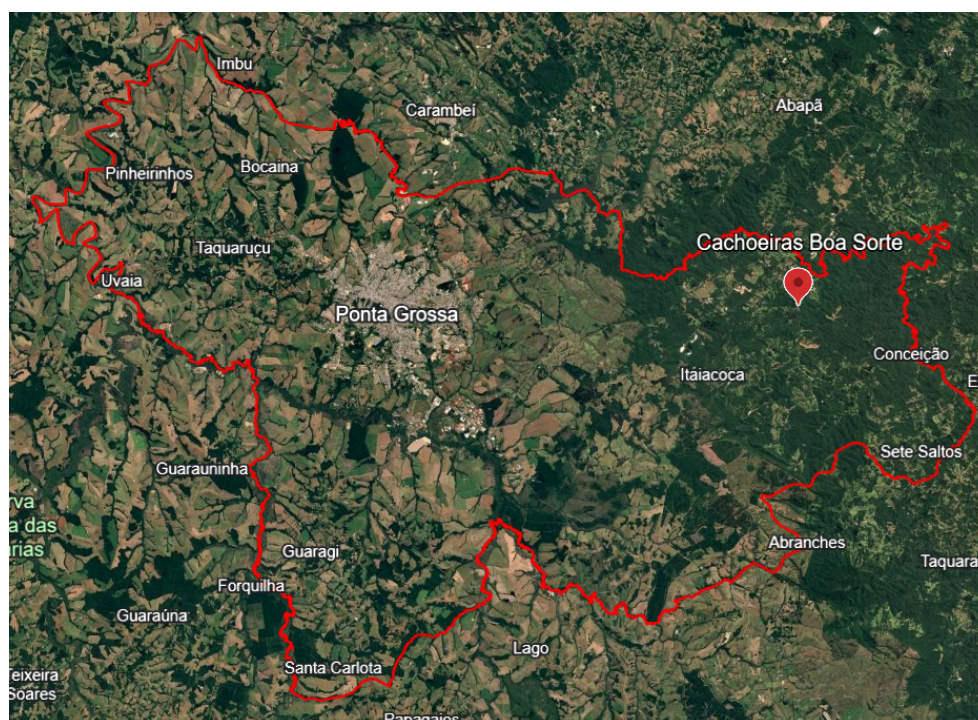 Imbu
Carambeí
Abapã
Bocaina
Pinheirinhos
Cachoeiras Boa Sorte
Taquaruçu
Uvaia
Ponta Grossa
Conceição
Itaiacoca
Sete Saltos
Guarauninha
Abranches
Guaragi
Taquara
Forquilha
Guaraúna
Lago
Santa Carlota
Teixeira
Soares
Papagaios